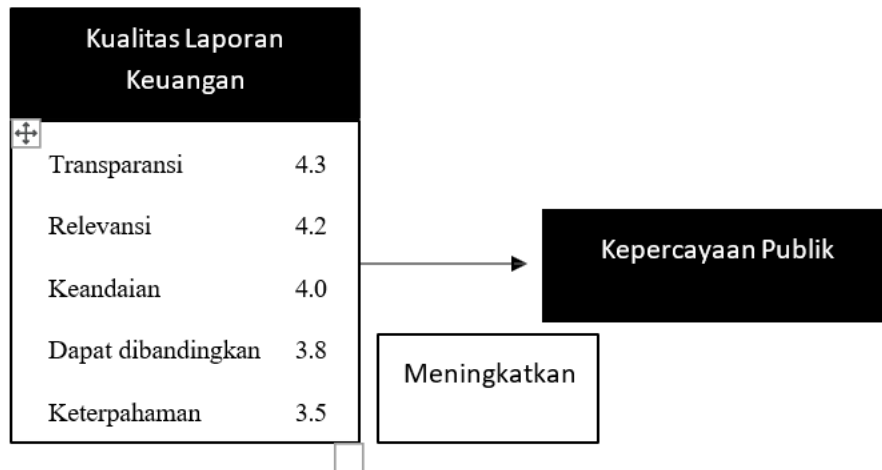 Kualitas Laporan
Keuangan
Transparansi 4.3
Relevansi 4.2
Keandaian 4.0
Dapat dibandingkan 3.8
Keterpahaman 3.5
Kepercayaan Publik
Meningkatkan